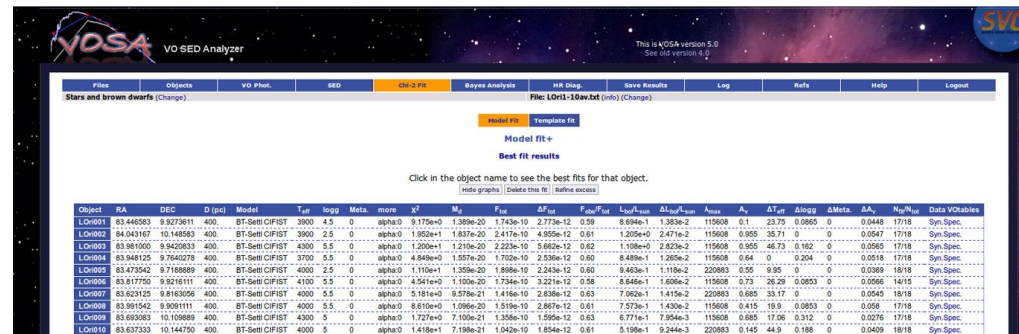 VOSA
VO SED Analyzer
This is VOSA version 5.0
See old version 4.0
SVO
Files Objects VO Phot. SED Chi-2 Fit Bayes Analysis HR Diag. Save Results Log Refs Help Logout
Stars and brown dwarfs (Change) File: LOri1-10av.txt (info) (Change)
Model Fit Template fit
Model fit+
Best fit results
Click in the object name to see the best fits for that object.
Hide graphs Delete this fit Refine excess
Object RA DEC D (pc) Model Teff logg Meta. more Χ2 Md Ftot ΔFtot Fobs/Ftot Lbol/Lsun ΔLbol/Lsun λmax Av ΔTeff Δlogg ΔMeta. ΔAv Nfit/Ntot Data VOtables
LOri001 83.446583 9.9273611 400. BT-Settl CIFIST 3900 4.5 0 alpha:0 9.175e+0 1.389e-20 1.743e-10 2.773e-12 0.59 8.694e-1 1.383e-2 115608 0.1 23.75 0.0865 0 0.0448 17/18 Syn.Spec.
LOri002 84.043167 10.148583 400. BT-Settl CIFIST 3900 2.5 0 alpha:0 1.952e+1 1.837e-20 2.417e-10 4.955e-12 0.61 1.205e+0 2.471e-2 115608 0.955 35.71 0 0 0.0547 17/18 Syn.Spec.
LOri003 83.981000 9.9420833 400. BT-Settl CIFIST 4300 5.5 0 alpha:0 1.200e+1 1.210e-20 2.223e-10 5.662e-12 0.62 1.108e+0 2.823e-2 115608 0.955 46.73 0.162 0 0.0565 17/18 Syn.Spec.
LOri004 83.948125 9.7640278 400. BT-Settl CIFIST 3700 5.5 0 alpha:0 4.849e+0 1.557e-20 1.702e-10 2.536e-12 0.60 8.489e-1 1.265e-2 115608 0.64 0 0.204 0 0.0518 17/18 Syn.Spec.
LOri005 83.473542 9.7188889 400. BT-Settl CIFIST 4000 2.5 0 alpha:0 1.110e+1 1.359e-20 1.898e-10 2.243e-12 0.60 9.463e-1 1.118e-2 220883 0.55 9.95 0 0 0.0369 18/18 Syn.Spec.
LOri006 83.817750 9.9216111 400. BT-Settl CIFIST 4100 5.5 0 alpha:0 4.541e+0 1.100e-20 1.734e-10 3.221e-12 0.58 8.646e-1 1.606e-2 115608 0.73 26.29 0.0853 0 0.0566 14/15 Syn.Spec.
LOri007 83.623125 9.8163056 400. BT-Settl CIFIST 4000 5.5 0 alpha:0 5.181e+0 9.578e-21 1.416e-10 2.838e-12 0.63 7.062e-1 1.415e-2 220883 0.685 33.17 0 0 0.0545 18/18 Syn.Spec.
LOri008 83.991542 9.9091111 400. BT-Settl CIFIST 4000 5.5 0 alpha:0 8.610e+0 1.096e-20 1.519e-10 2.867e-12 0.61 7.573e-1 1.430e-2 220883 0.415 19.9 0.0853 0 0.058 17/18 Syn.Spec.
LOri009 83.693083 10.109889 400. BT-Settl CIFIST 4300 5 0 alpha:0 1.727e+0 7.100e-21 1.358e-10 1.595e-12 0.63 6.771e-1 7.954e-3 115608 0.685 17.06 0.312 0 0.0276 17/18 Syn.Spec.
LOri010 83.637333 10.144750 400. BT-Settl CIFIST 4000 5 0 alpha:0 1.418e+1 7.198e-21 1.042e-10 1.854e-12 0.61 5.198e-1 9.244e-3 220883 0.145 44.9 0.188 0 0.0409 18/18 Syn.Spec.